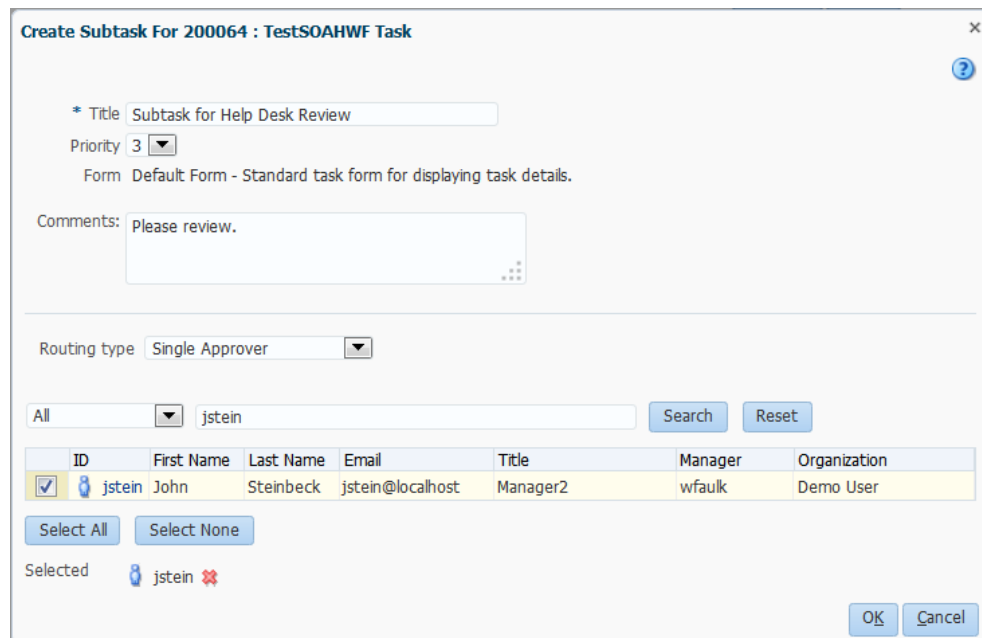 Create Subtask For 200064 : TestSOAHWF Task
* Title Subtask for Help Desk Review
Priority 3
Form Default Form - Standard task form for displaying task details.
Comments: Please review.
Routing type Single Approver
All jstein Search Reset
ID First Name Last Name Email Title Manager Organization
jstein John Steinbeck jstein@localhost Manager2 wfaulk Demo User
Select All Select None
Selected jstein
OK Cancel